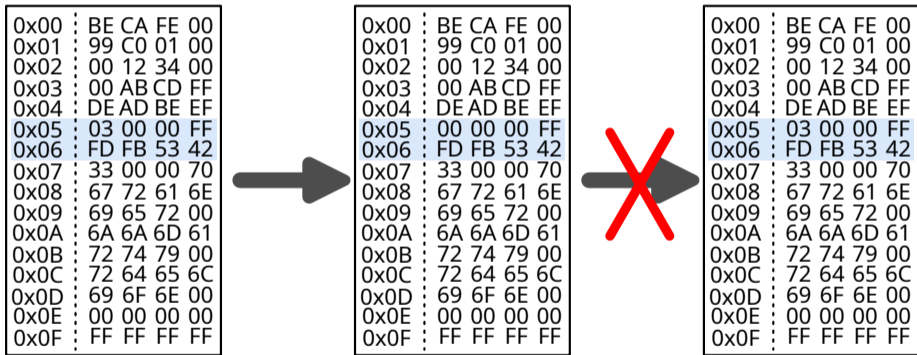 0x00 BE CA FE 00
0x01 99 C0 01 00
0x02 00 12 34 00
0x03 00 AB CD FF
0x04 DE AD BE EF
0x05 03 00 00 FF
0x06 FD FB 53 42
0x07 33 00 00 70
0x08 67 72 61 6E
0x09 69 65 72 00
0x0A 6A 6A 6D 61
0x0B 72 74 79 00
0x0C 72 64 65 6C
0x0D 69 6F 6E 00
0x0E 00 00 00 00
0x0F FF FF FF FF
0x00 BE CA FE 00
0x01 99 C0 01 00
0x02 00 12 34 00
0x03 00 AB CD FF
0x04 DE AD BE EF
0x05 00 00 00 FF
0x06 FD FB 53 42
0x07 33 00 00 70
0x08 67 72 61 6E
0x09 69 65 72 00
0x0A 6A 6A 6D 61
0x0B 72 74 79 00
0x0C 72 64 65 6C
0x0D 69 6F 6E 00
0x0E 00 00 00 00
0x0F FF FF FF FF
0x00 BE CA FE 00
0x01 99 C0 01 00
0x02 00 12 34 00
0x03 00 AB CD FF
0x04 DE AD BE EF
0x05 03 00 00 FF
0x06 FD FB 53 42
0x07 33 00 00 70
0x08 67 72 61 6E
0x09 69 65 72 00
0x0A 6A 6A 6D 61
0x0B 72 74 79 00
0x0C 72 64 65 6C
0x0D 69 6F 6E 00
0x0E 00 00 00 00
0x0F FF FF FF FF